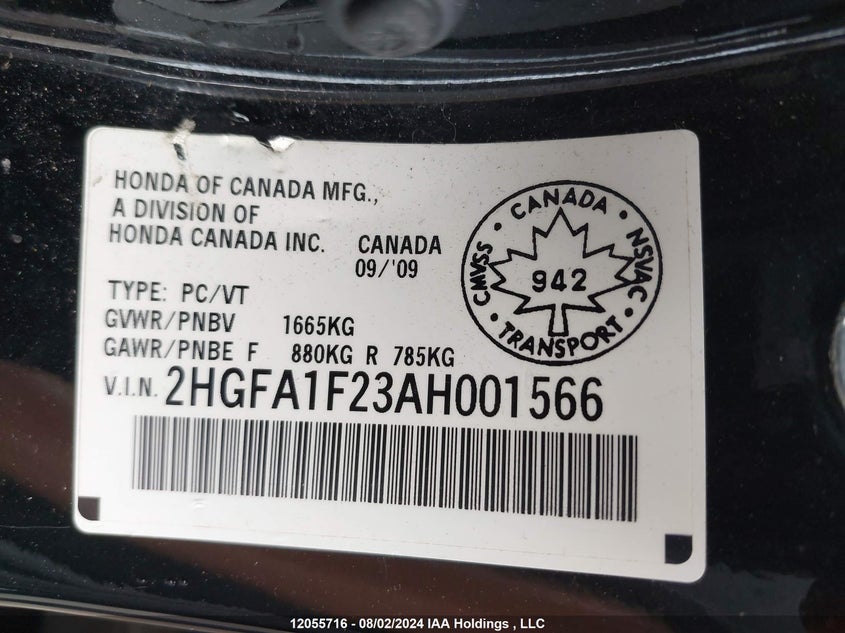 HONDA OF CANADA MFG.,
A DIVISION OF
HONDA CANADA INC. CANADA
09/'09
TYPE: PC/VT
GVWR/PNBV 1665KG
GAWR/PNBE F 880KG R 785KG
V.I.N. 2HGFA1F23AH001566
• CANADA •
CMVSS
NSVAC
942
• TRANSPORT •
12055716 - 08/02/2024 IAA Holdings , LLC